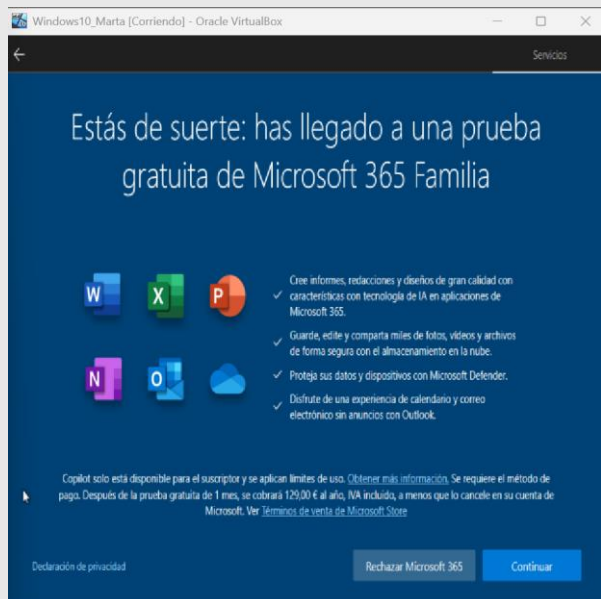 Windows10_Marta [Corriendo] - Oracle VirtualBox
Servicios
Estás de suerte: has llegado a una prueba
gratuita de Microsoft 365 Familia
W X P
N O
Cree informes, redacciones y diseños de gran calidad con
características con tecnología de IA en aplicaciones de
Microsoft 365.
Guarde, edite y comparta miles de fotos, vídeos y archivos
de forma segura con el almacenamiento en la nube.
Proteja sus datos y dispositivos con Microsoft Defender.
Disfrute de una experiencia de calendario y correo
electrónico sin anuncios con Outlook.
Copilot solo está disponible para el suscriptor y se aplican límites de uso. Obtener más información. Se requiere el método de
pago. Después de la prueba gratuita de 1 mes, se cobrará 129,00 € al año, IVA incluido, a menos que lo cancele en su cuenta de
Microsoft. Ver Términos de venta de Microsoft Store
Declaración de privacidad
Rechazar Microsoft 365
Continuar